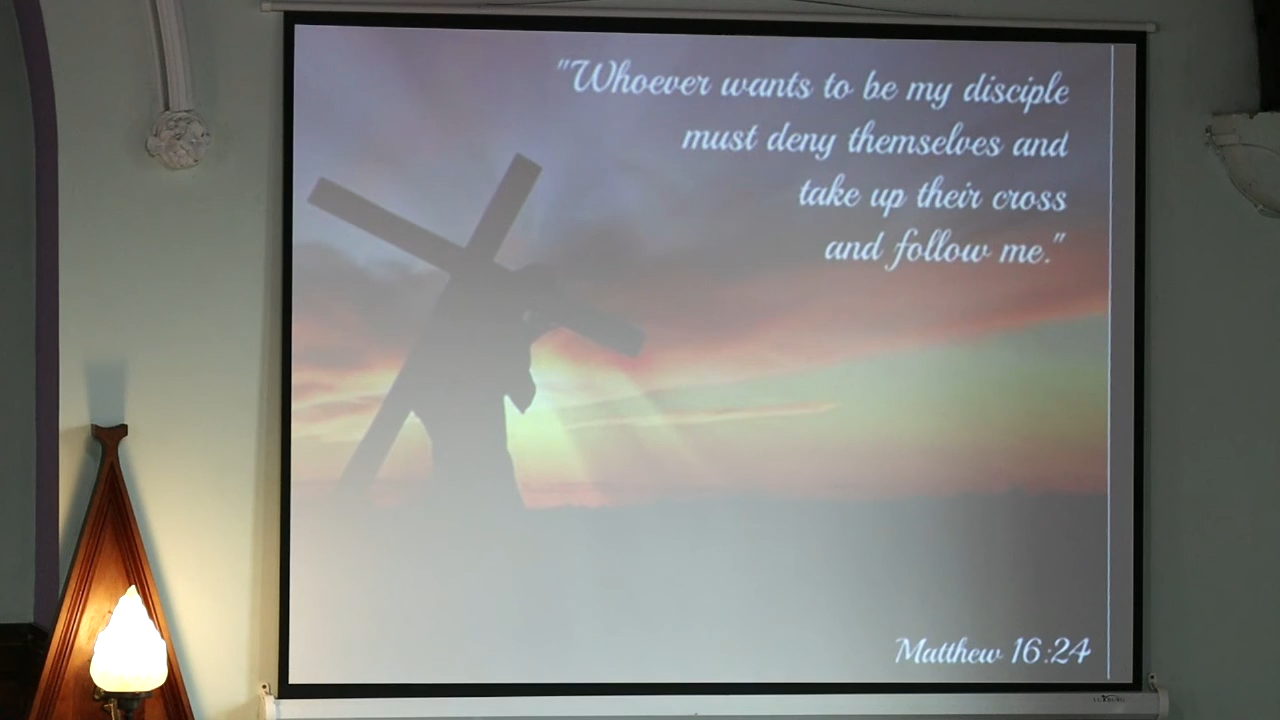 "Whoever wants to be my disciple
must deny themselves and
take up their cross
and follow me."
Matthew 16:24